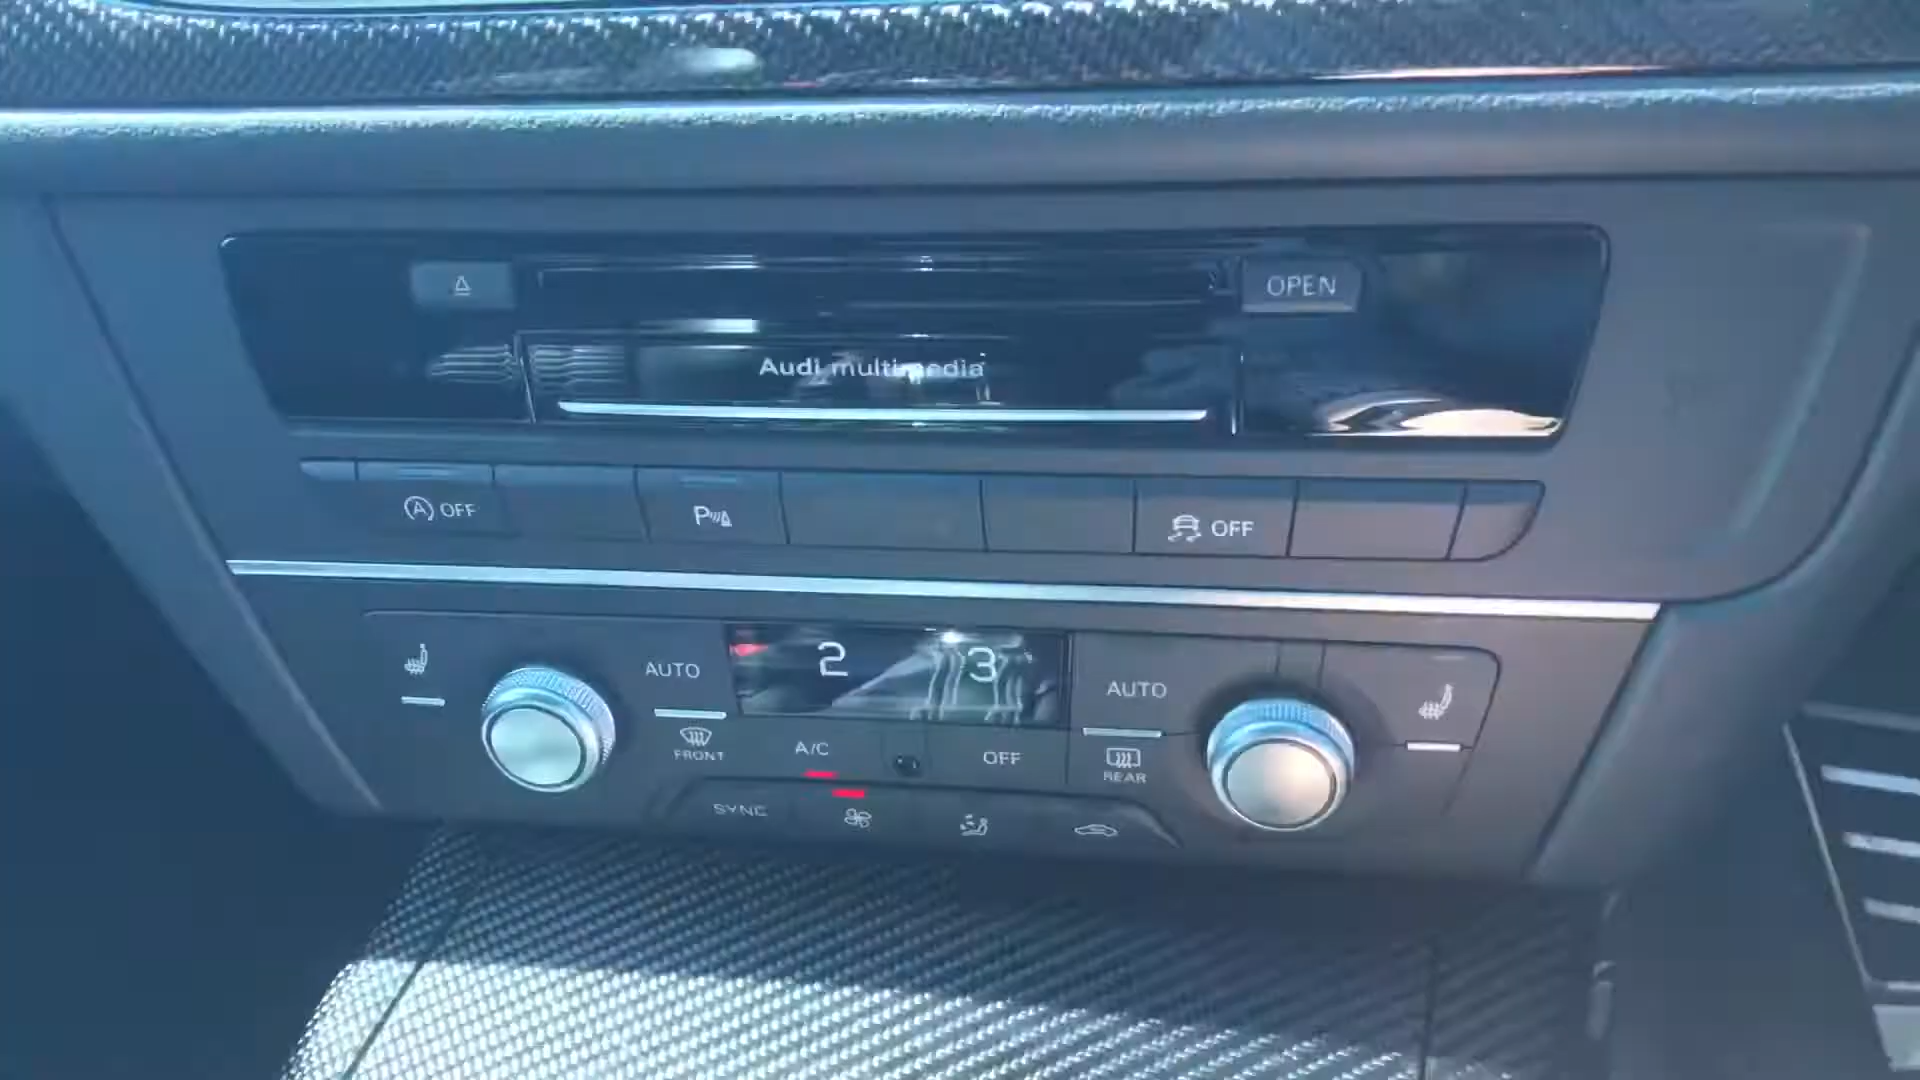 OPEN
Audi multimedia
A OFF
P
OFF
AUTO
2
3
AUTO
FRONT
A/C
OFF
REAR
SYNC